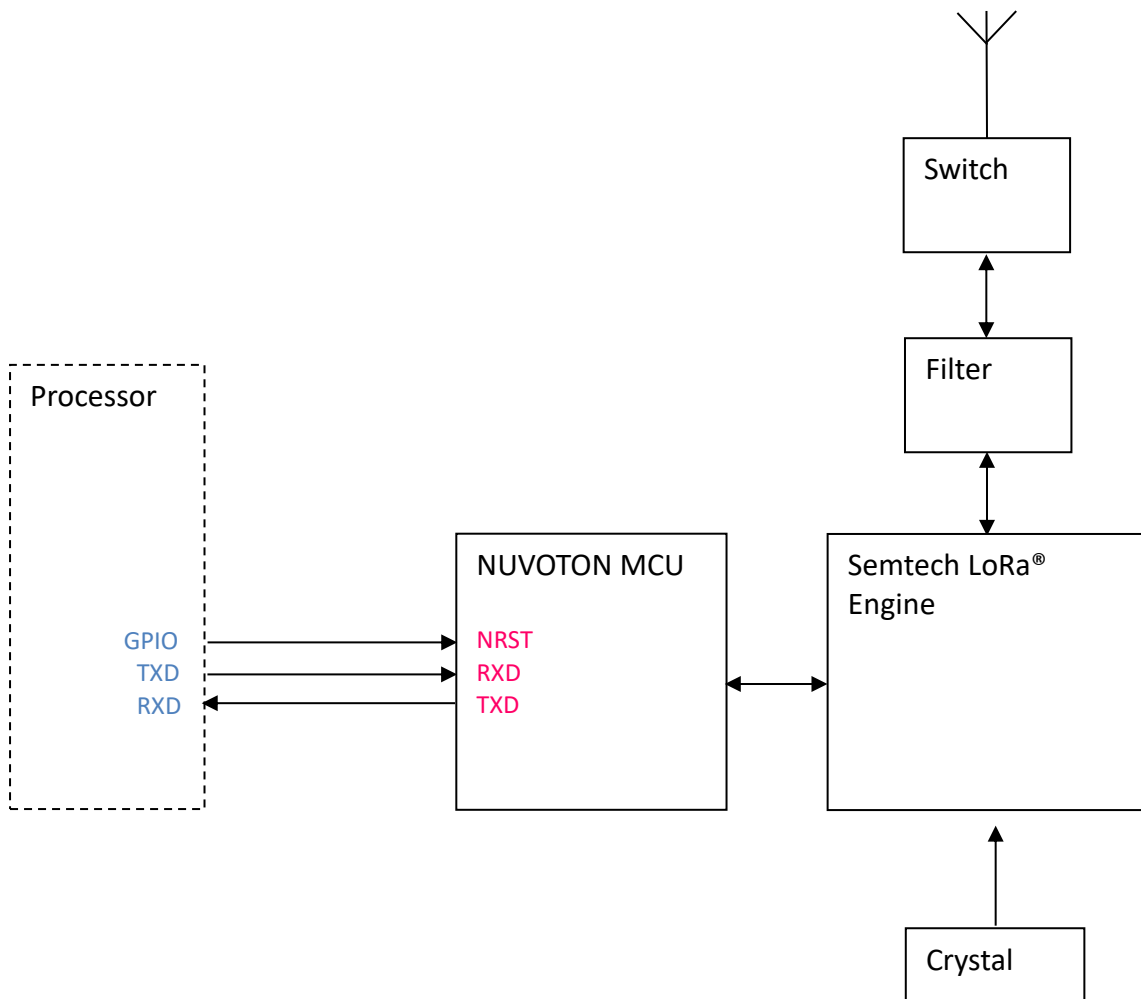 Switch
Filter
Processor
NUVOTON MCU
Semtech LoRa®
Engine
GPIO
NRST
TXD
RXD
RXD
TXD
Crystal